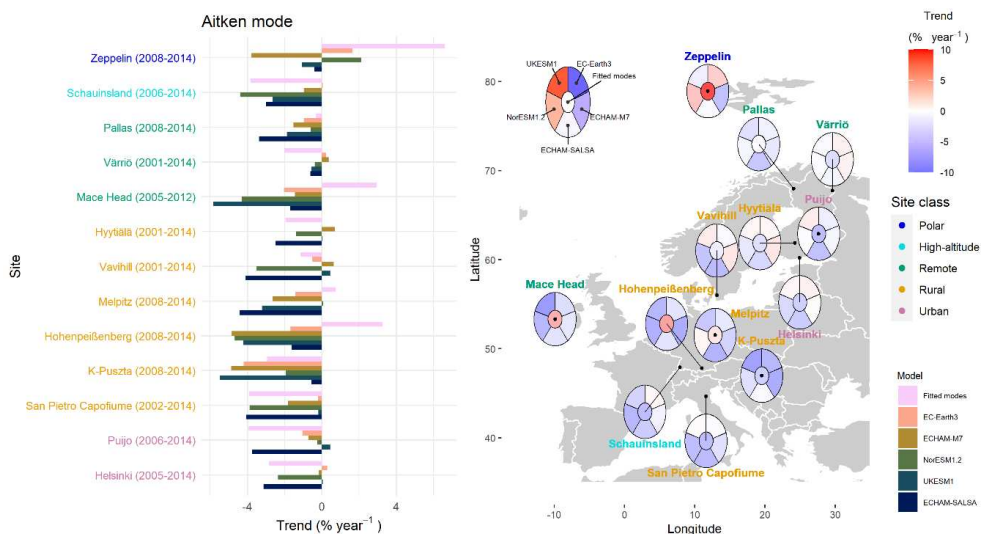 Aitken mode
Site
Zeppelin (2008-2014)
Schauinsland (2006-2014)
Pallas (2008-2014)
Värriö (2001-2014)
Mace Head (2005-2012)
Hyytiälä (2001-2014)
Vavihill (2001-2014)
Melpitz (2008-2014)
Hohenpeißenberg (2008-2014)
K-Puszta (2008-2014)
San Pietro Capofiume (2002-2014)
Puijo (2006-2014)
Helsinki (2005-2014)
-4 0 4
Trend (% year⁻¹)
Latitude
80
70
60
50
40
-10 0 10 20 30
Longitude
UKESM1 EC-Earth3
Fitted modes
NorESM1.2 ECHAM-M7
ECHAM-SALSA
Zeppelin
Pallas
Värriö
Puijo
Vavihill Hyytiälä
Mace Head Hohenpeißenberg
Melpitz
Helsinki
K-Puszta
Schauinsland
San Pietro Capofiume
Trend
(% year⁻¹)
10
5
0
-5
-10
Site class
Polar
High-altitude
Remote
Rural
Urban
Model
Fitted modes
EC-Earth3
ECHAM-M7
NorESM1.2
UKESM1
ECHAM-SALSA